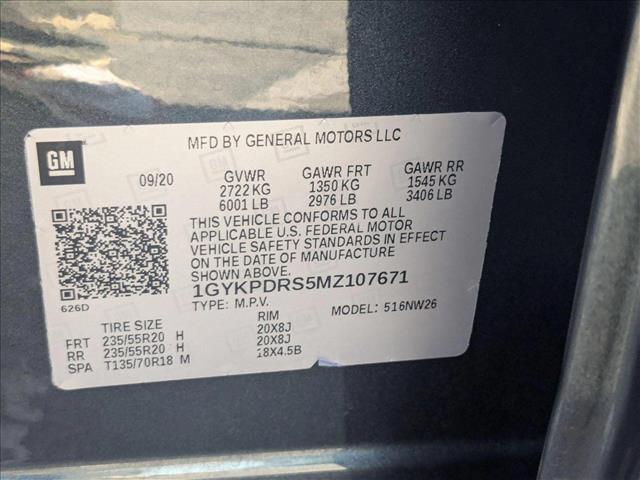 MFD BY GENERAL MOTORS LLC
GM
09/20 GVWR GAWR FRT GAWR RR
2722 KG 1350 KG 1545 KG
6001 LB 2976 LB 3406 LB
THIS VEHICLE CONFORMS TO ALL
APPLICABLE U.S. FEDERAL MOTOR
VEHICLE SAFETY STANDARDS IN EFFECT
ON THE DATE OF MANUFACTURE
SHOWN ABOVE.
626D
1GYKPDRS5MZ107671
TYPE: M.P.V. MODEL: 516NW26
TIRE SIZE RIM
FRT 235/55R20 H 20X8J
RR 235/55R20 H 20X8J
SPA T135/70R18 M 18X4.5B